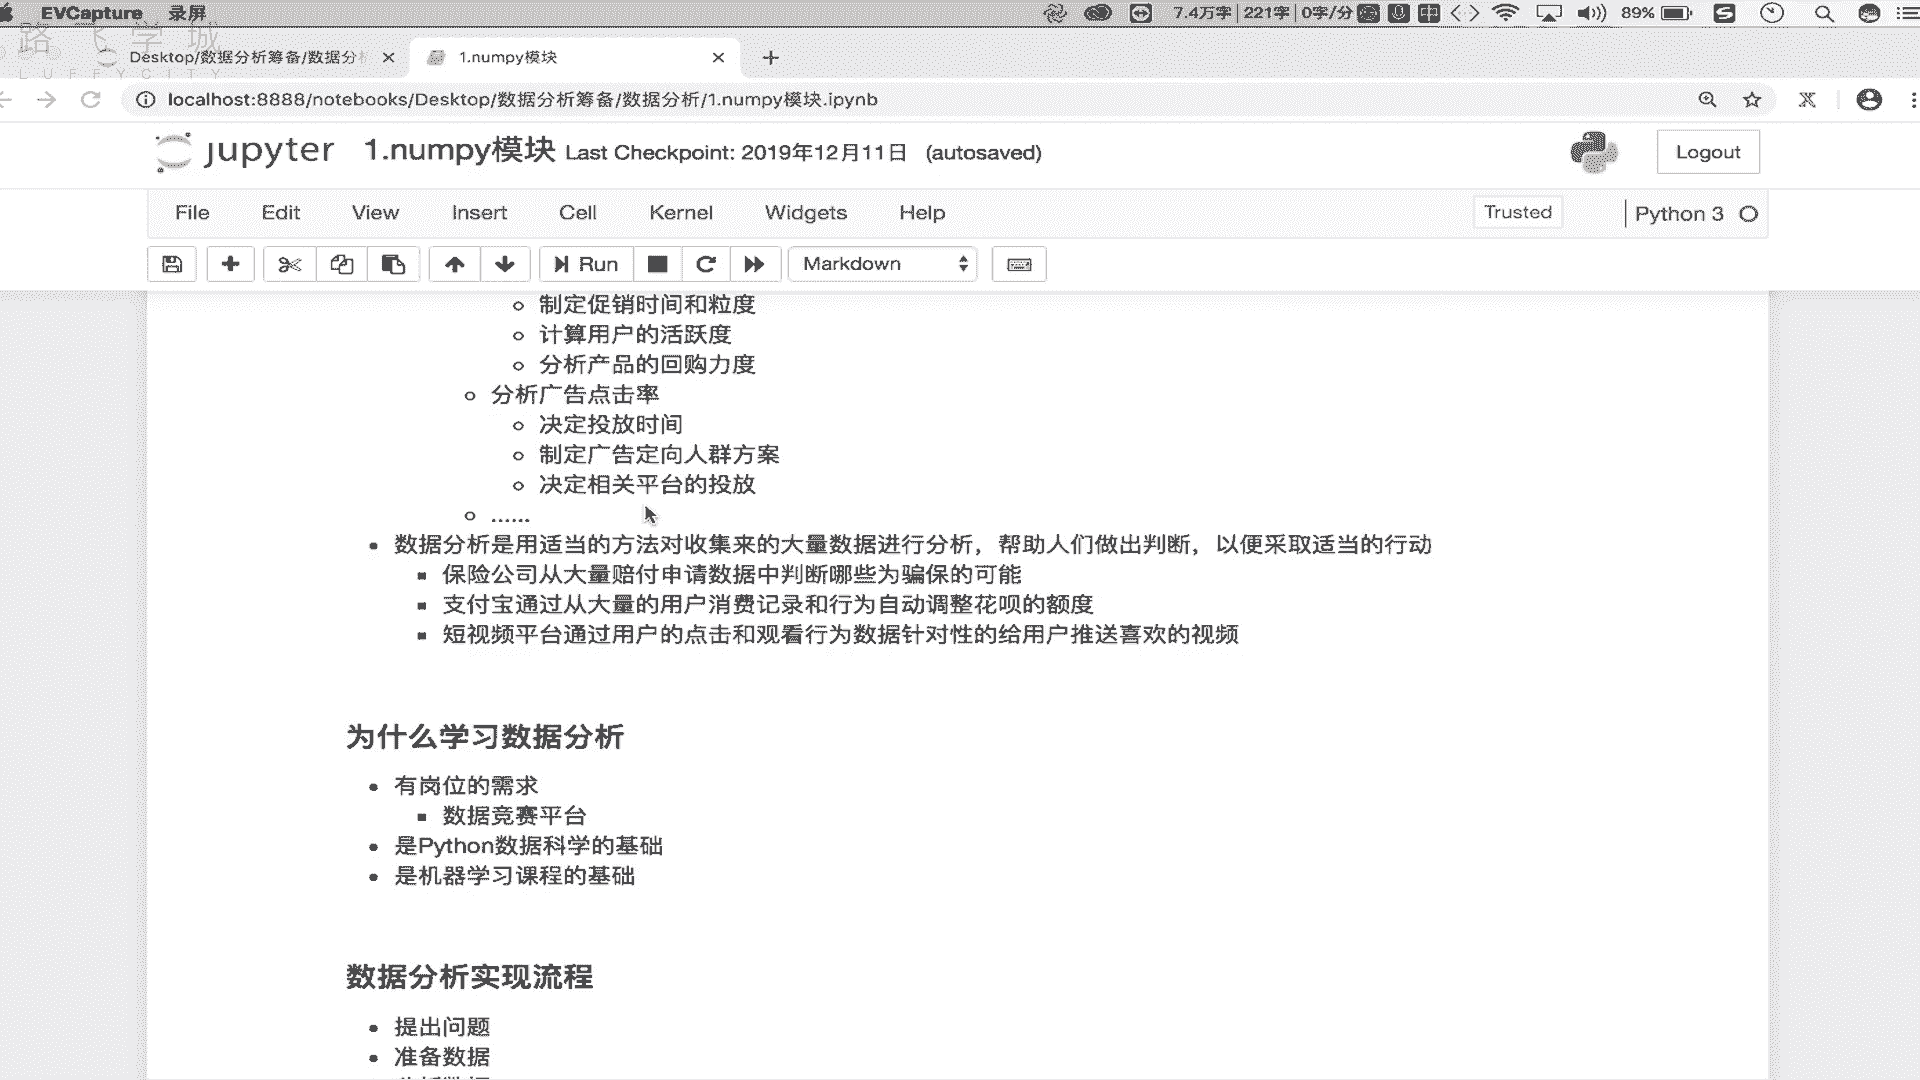 EVCapture 录屏 7.4万字 221字 0字/分 中 89%
路飞学城
LUFFYCITY
Desktop/数据分析筹备/数据分析 1.numpy模块
localhost:8888/notebooks/Desktop/数据分析筹备/数据分析/1.numpy模块.ipynb
jupyter 1.numpy模块 Last Checkpoint: 2019年12月11日 (autosaved) Logout
File Edit View Insert Cell Kernel Widgets Help Trusted Python 3
Run Markdown
制定促销时间和粒度
计算用户的活跃度
分析产品的回购力度
分析广告点击率
决定投放时间
制定广告定向人群方案
决定相关平台的投放
......
数据分析是用适当的方法对收集来的大量数据进行分析，帮助人们做出判断，以便采取适当的行动
保险公司从大量赔付申请数据中判断哪些为骗保的可能
支付宝通过从大量的用户消费记录和行为自动调整花呗的额度
短视频平台通过用户的点击和观看行为数据针对性的给用户推送喜欢的视频
为什么学习数据分析
有岗位的需求
数据竞赛平台
是Python数据科学的基础
是机器学习课程的基础
数据分析实现流程
提出问题
准备数据